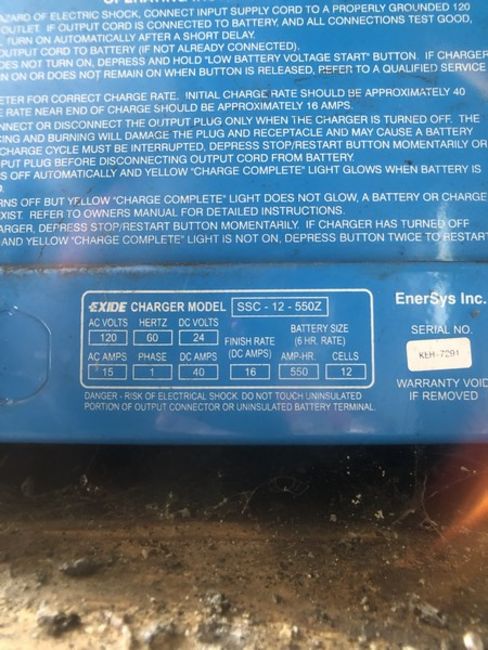 OPERATING INS
HAZARD OF ELECTRIC SHOCK, CONNECT INPUT SUPPLY CORD TO A PROPERLY GROUNDED 120
OUTLET. IF OUTPUT CORD IS CONNECTED TO BATTERY, AND ALL CONNECTIONS TEST GOOD,
TURN ON AUTOMATICALLY AFTER A SHORT DELAY.
OUTPUT CORD TO BATTERY (IF NOT ALREADY CONNECTED).
DOES NOT TURN ON, DEPRESS AND HOLD "LOW BATTERY VOLTAGE START" BUTTON. IF CHARGER
N ON OR DOES NOT REMAIN ON WHEN BUTTON IS RELEASED, REFER TO A QUALIFIED SERVICE
ETER FOR CORRECT CHARGE RATE. INITIAL CHARGE RATE SHOULD BE APPROXIMATELY 40
E RATE NEAR END OF CHARGE SHOULD BE APPROXIMATELY 16 AMPS.
NNECT OR DISCONNECT THE OUTPUT PLUG ONLY WHEN THE CHARGER IS TURNED OFF. THE
CING AND BURNING WILL DAMAGE THE PLUG AND RECEPTACLE AND MAY CAUSE A BATTERY
CHARGE CYCLE MUST BE INTERRUPTED, DEPRESS STOP/RESTART BUTTON MOMENTARILY OR
PUT PLUG BEFORE DISCONNECTING OUTPUT CORD FROM BATTERY.
S OFF AUTOMATICALLY AND YELLOW "CHARGE COMPLETE" LIGHT GLOWS WHEN BATTERY IS
D.
URNS OFF BUT YELLOW "CHARGE COMPLETE" LIGHT DOES NOT GLOW, A BATTERY OR CHARGE
EXIST. REFER TO OWNERS MANUAL FOR DETAILED INSTRUCTIONS.
ARGER, DEPRESS STOP/RESTART BUTTON MOMENTARILY. IF CHARGER HAS TURNED OFF
AND YELLOW "CHARGE COMPLETE" LIGHT IS NOT ON, DEPRESS BUTTON TWICE TO RESTART
EXIDE CHARGER MODEL SSC - 12 - 550Z
AC VOLTS HERTZ DC VOLTS
120 60 24
AC AMPS PHASE DC AMPS
15 1 40
FINISH RATE
(DC AMPS)
16
BATTERY SIZE
(6 HR. RATE)
AMP-HR. CELLS
550 12
DANGER - RISK OF ELECTRICAL SHOCK. DO NOT TOUCH UNINSULATED
PORTION OF OUTPUT CONNECTOR OR UNINSULATED BATTERY TERMINAL.
EnerSys Inc.
SERIAL NO.
KEH-7291
WARRANTY VOID
IF REMOVED